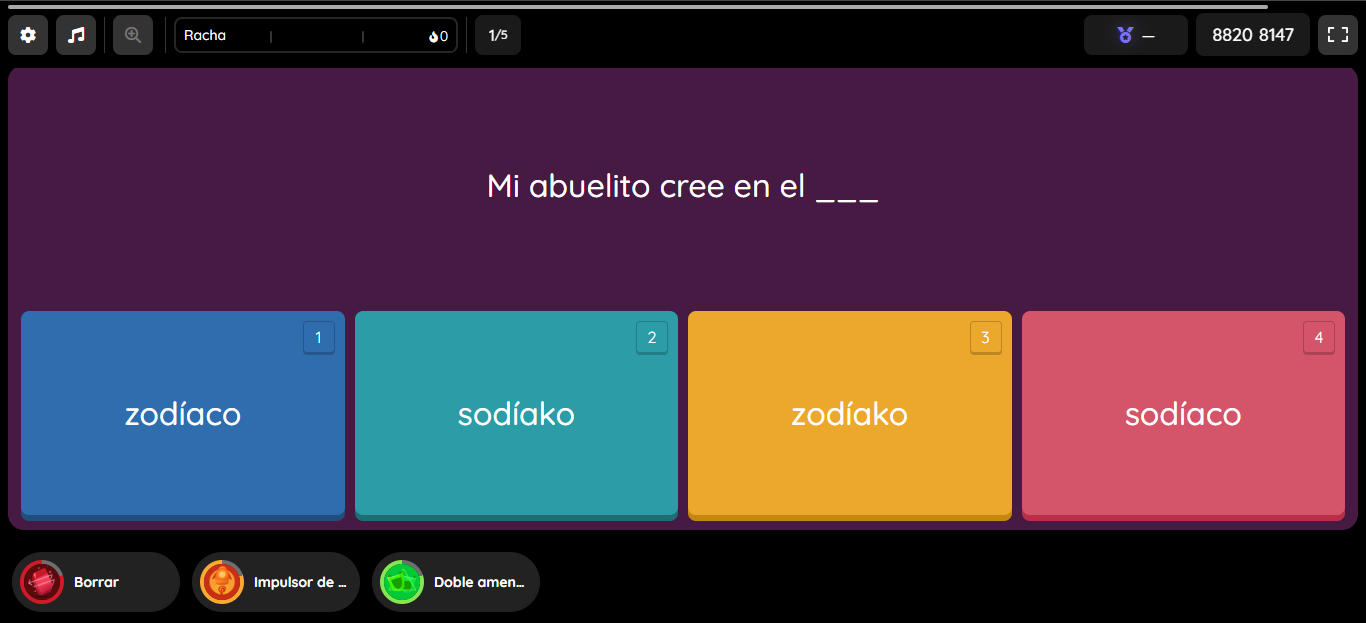 Racha 0 1/5 — 8820 8147
Mi abuelito cree en el ___
1 2 3 4
zodíaco sodíako zodíako sodíaco
Borrar Impulsor de ... Doble amen...